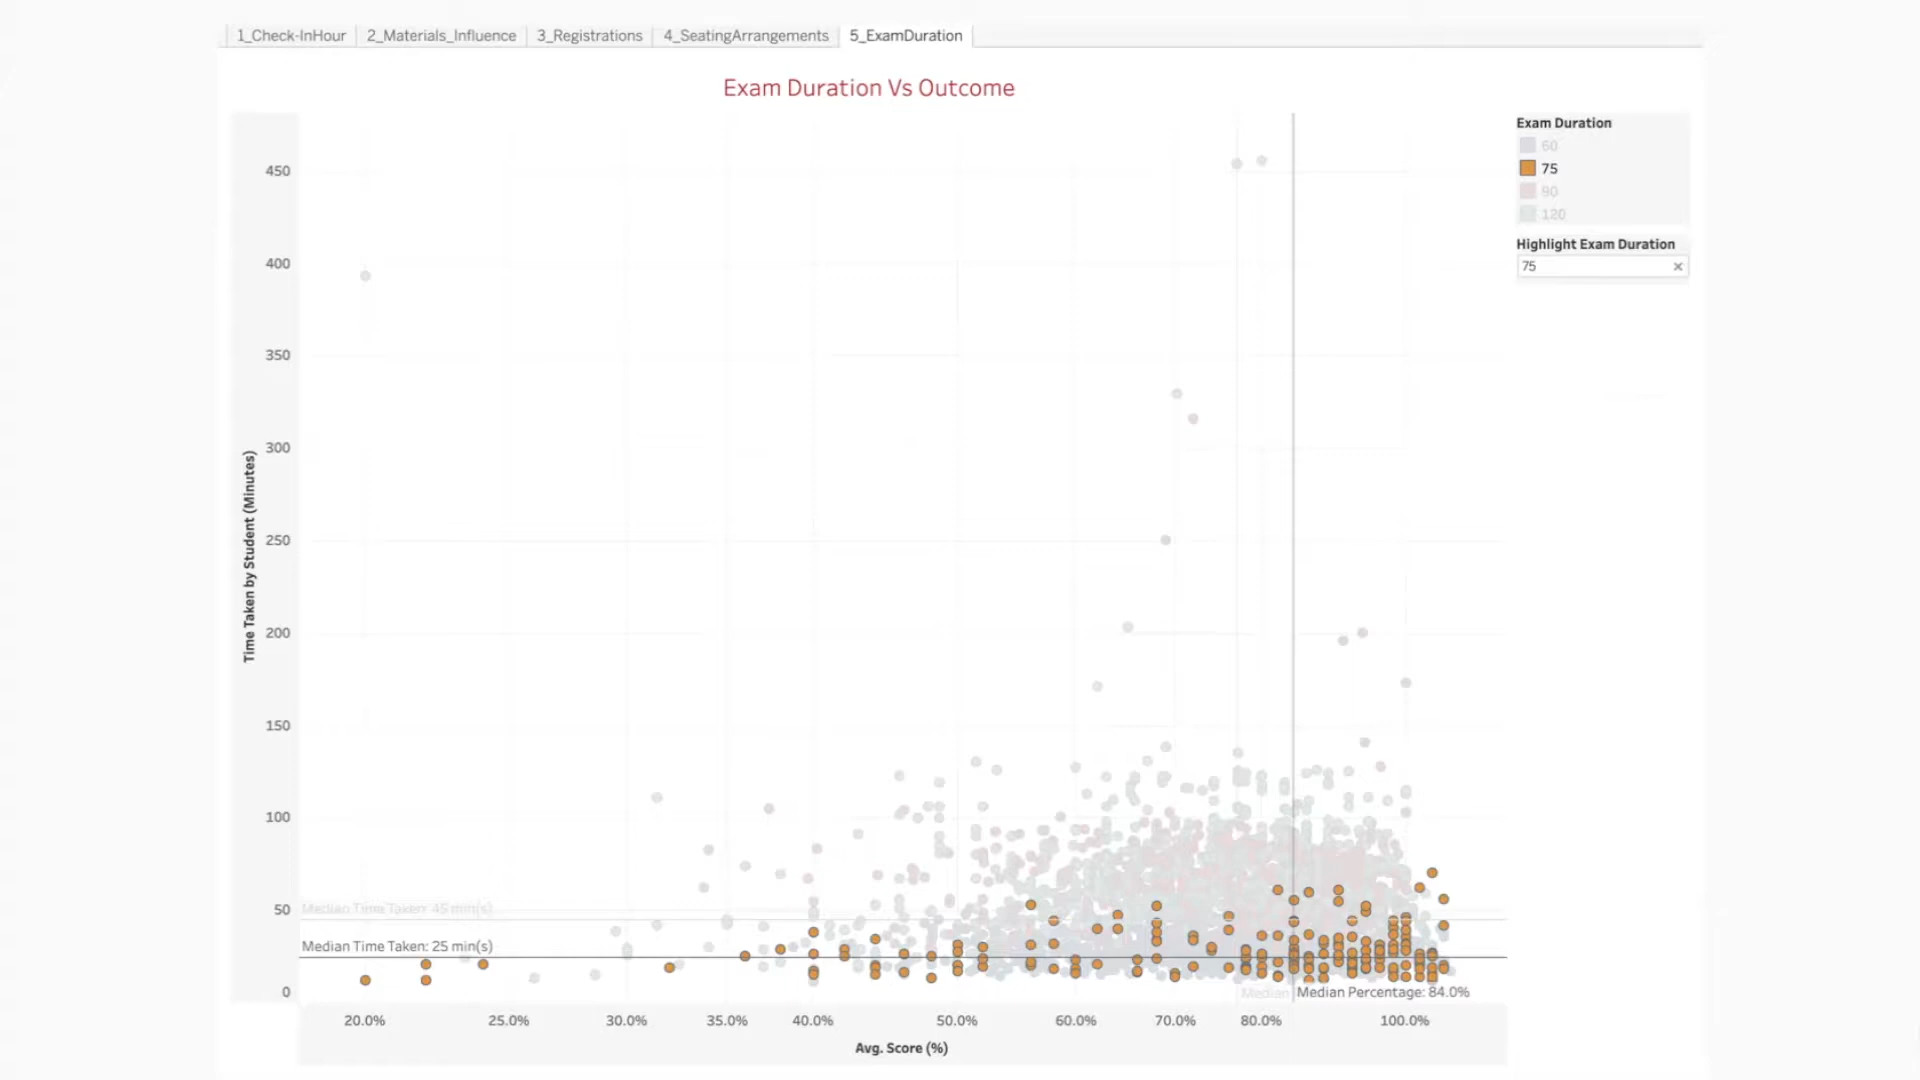 1_Check-InHour 2_Materials_Influence 3_Registrations 4_SeatingArrangements 5_ExamDuration
Exam Duration Vs Outcome
Exam Duration
60
75
90
120
Highlight Exam Duration
75 ×
Time Taken by Student (Minutes)
450
400
350
300
250
200
150
100
50
0
Median Time Taken: 45 min(s)
Median Time Taken: 25 min(s)
Median
Median Percentage: 84.0%
20.0% 25.0% 30.0% 35.0% 40.0% 50.0% 60.0% 70.0% 80.0% 100.0%
Avg. Score (%)